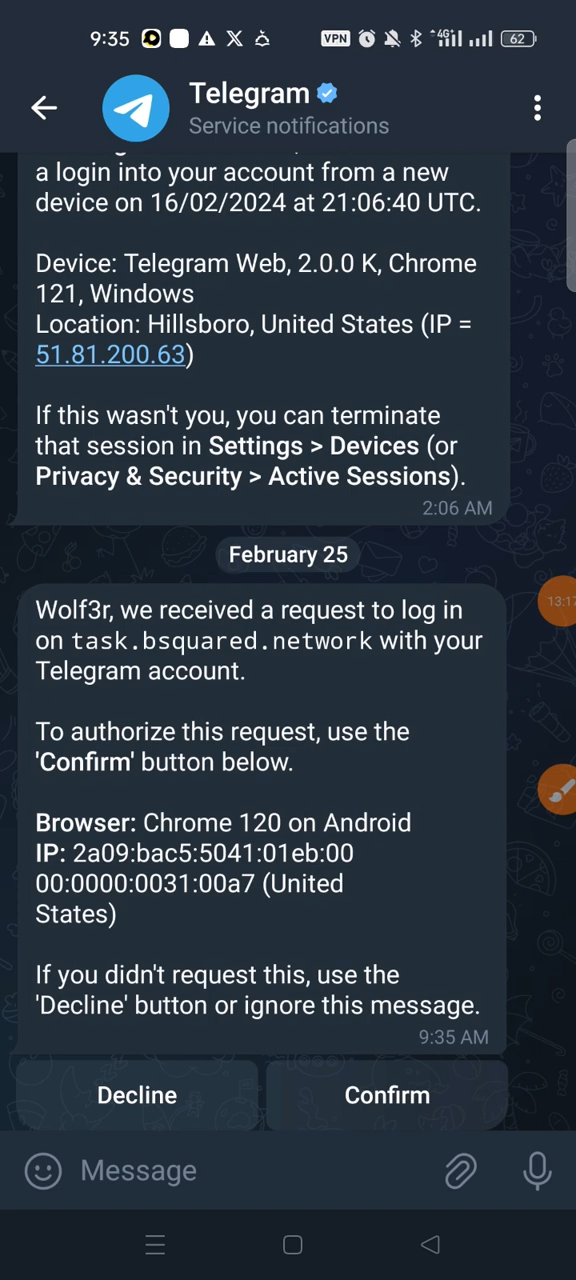 9:35
VPN
4G+
62
Telegram
Service notifications
a login into your account from a new
device on 16/02/2024 at 21:06:40 UTC.
Device: Telegram Web, 2.0.0 K, Chrome
121, Windows
Location: Hillsboro, United States (IP =
51.81.200.63)
If this wasn't you, you can terminate
that session in Settings > Devices (or
Privacy & Security > Active Sessions).
2:06 AM
February 25
Wolf3r, we received a request to log in
on task.bsquared.network with your
Telegram account.
To authorize this request, use the
'Confirm' button below.
Browser: Chrome 120 on Android
IP: 2a09:bac5:5041:01eb:00
00:0000:0031:00a7 (United
States)
If you didn't request this, use the
'Decline' button or ignore this message.
9:35 AM
13:17
Decline
Confirm
Message